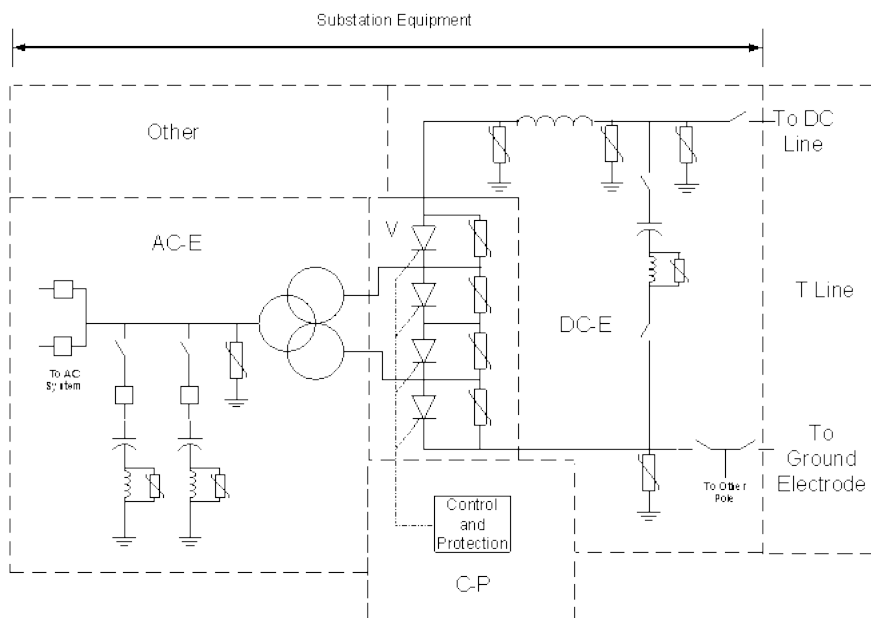 Substation Equipment
Other
To DC
Line
AC-E
V
T Line
DC-E
To AC
System
To
Ground
Electrode
To Other
Pole
Control
and
Protection
C-P